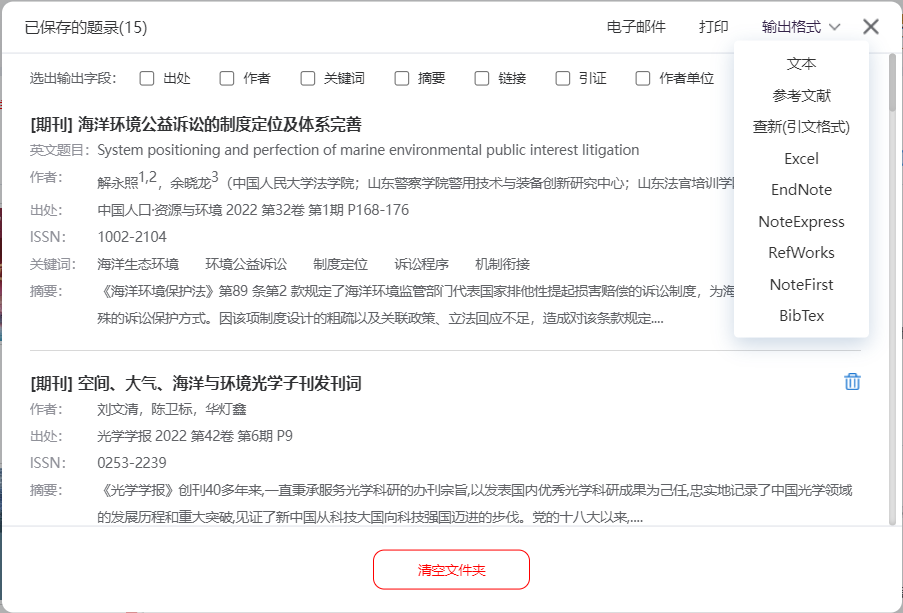 已保存的题录(15)
电子邮件 打印 输出格式
选出输出字段： 出处 作者 关键词 摘要 链接 引证 作者单位
文本
参考文献
查新(引文格式)
Excel
EndNote
NoteExpress
RefWorks
NoteFirst
BibTex
[期刊] 海洋环境公益诉讼的制度定位及体系完善
英文题目： System positioning and perfection of marine environmental public interest litigation
作者： 解永照1,2，余晓龙3（中国人民大学法学院；山东警察学院警用技术与装备创新研究中心；山东法官培训学院
出处： 中国人口·资源与环境 2022 第32卷 第1期 P168-176
ISSN： 1002-2104
关键词： 海洋生态环境 环境公益诉讼 制度定位 诉讼程序 机制衔接
摘要： 《海洋环境保护法》第89 条第2 款规定了海洋环境监管部门代表国家排他性提起损害赔偿的诉讼制度，为海
殊的诉讼保护方式。因该项制度设计的粗疏以及关联政策、立法回应不足，造成对该条款规定....
[期刊] 空间、大气、海洋与环境光学子刊发刊词
作者： 刘文清，陈卫标，华灯鑫
出处： 光学学报 2022 第42卷 第6期 P9
ISSN： 0253-2239
摘要： 《光学学报》创刊40多年来,一直秉承服务光学科研的办刊宗旨,以发表国内优秀光学科研成果为己任,忠实地记录了中国光学领域
的发展历程和重大突破,见证了新中国从科技大国向科技强国迈进的步伐。党的十八大以来,....
清空文件夹